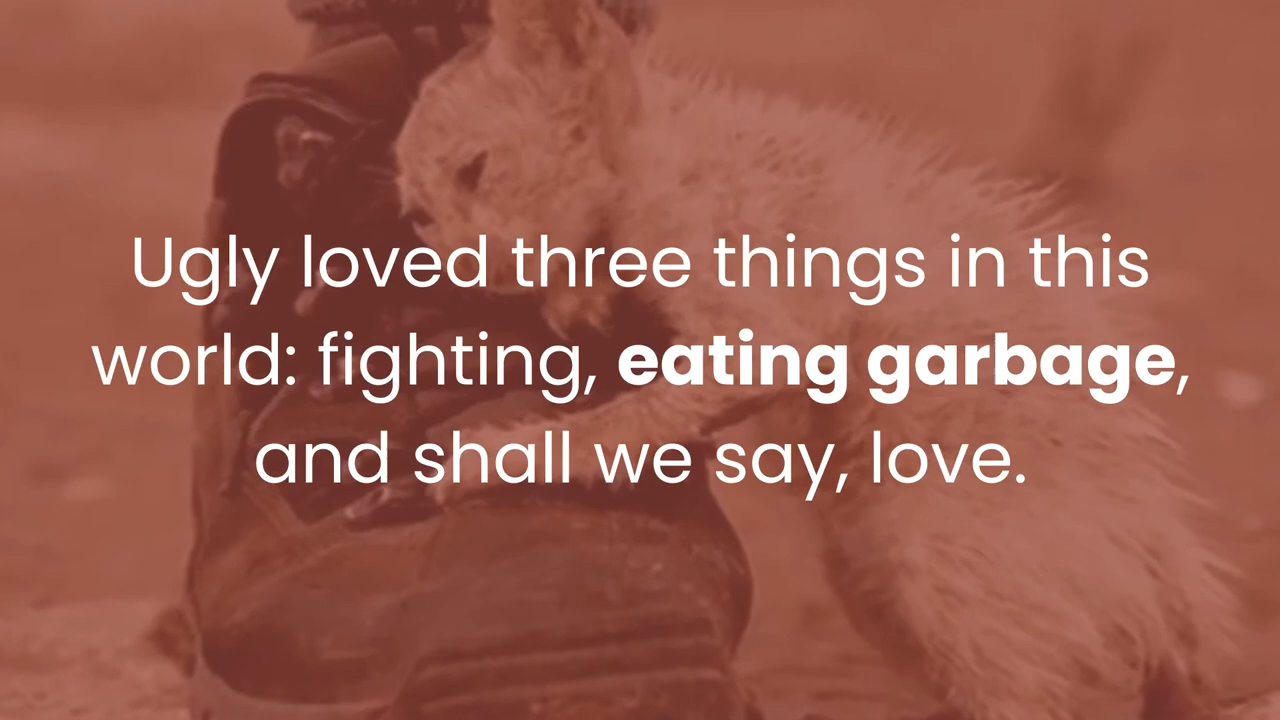 Ugly loved three things in this
world: fighting, eating garbage,
and shall we say, love.